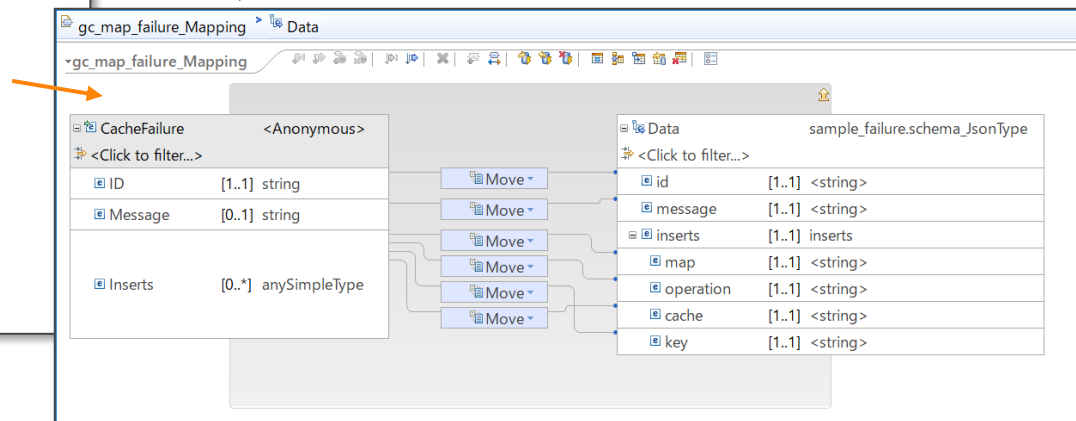 gc_map_failure_Mapping > Data
gc_map_failure_Mapping
CacheFailure <Anonymous>
<Click to filter...>
ID [1..1] string
Message [0..1] string
Inserts [0..*] anySimpleType
Move
Move
Move
Move
Move
Move
Data sample_failure.schema_JsonType
<Click to filter...>
id [1..1] <string>
message [1..1] <string>
inserts [1..1] inserts
map [1..1] <string>
operation [1..1] <string>
cache [1..1] <string>
key [1..1] <string>